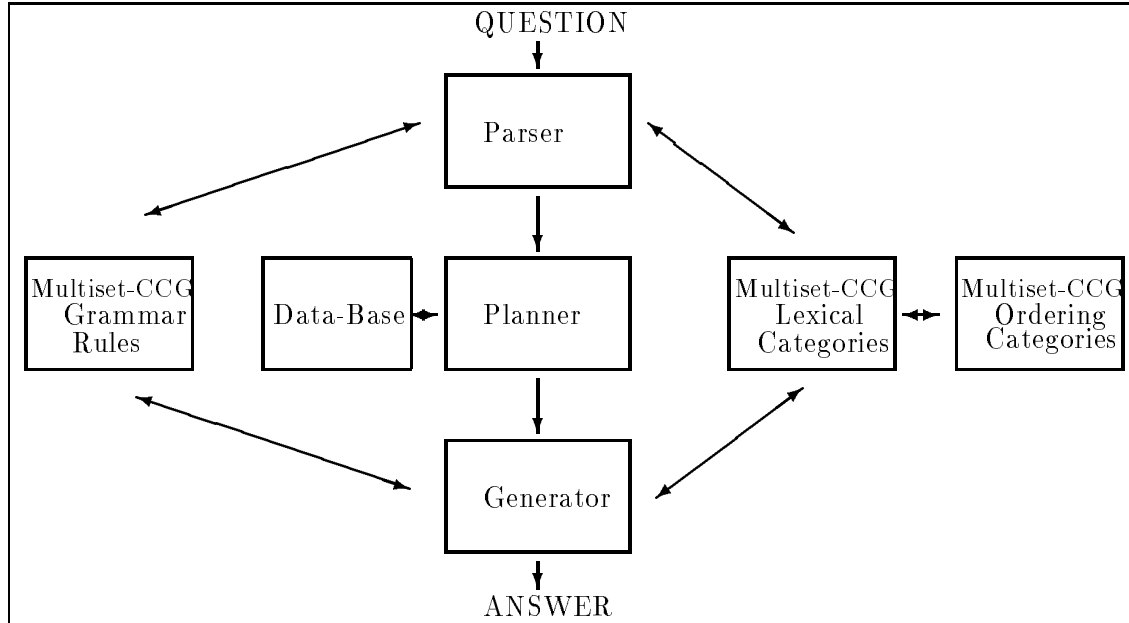 QUESTION
Parser
Multiset-CCG
Grammar
Rules
Data-Base
Planner
Multiset-CCG
Lexical
Categories
Multiset-CCG
Ordering
Categories
Generator
ANSWER